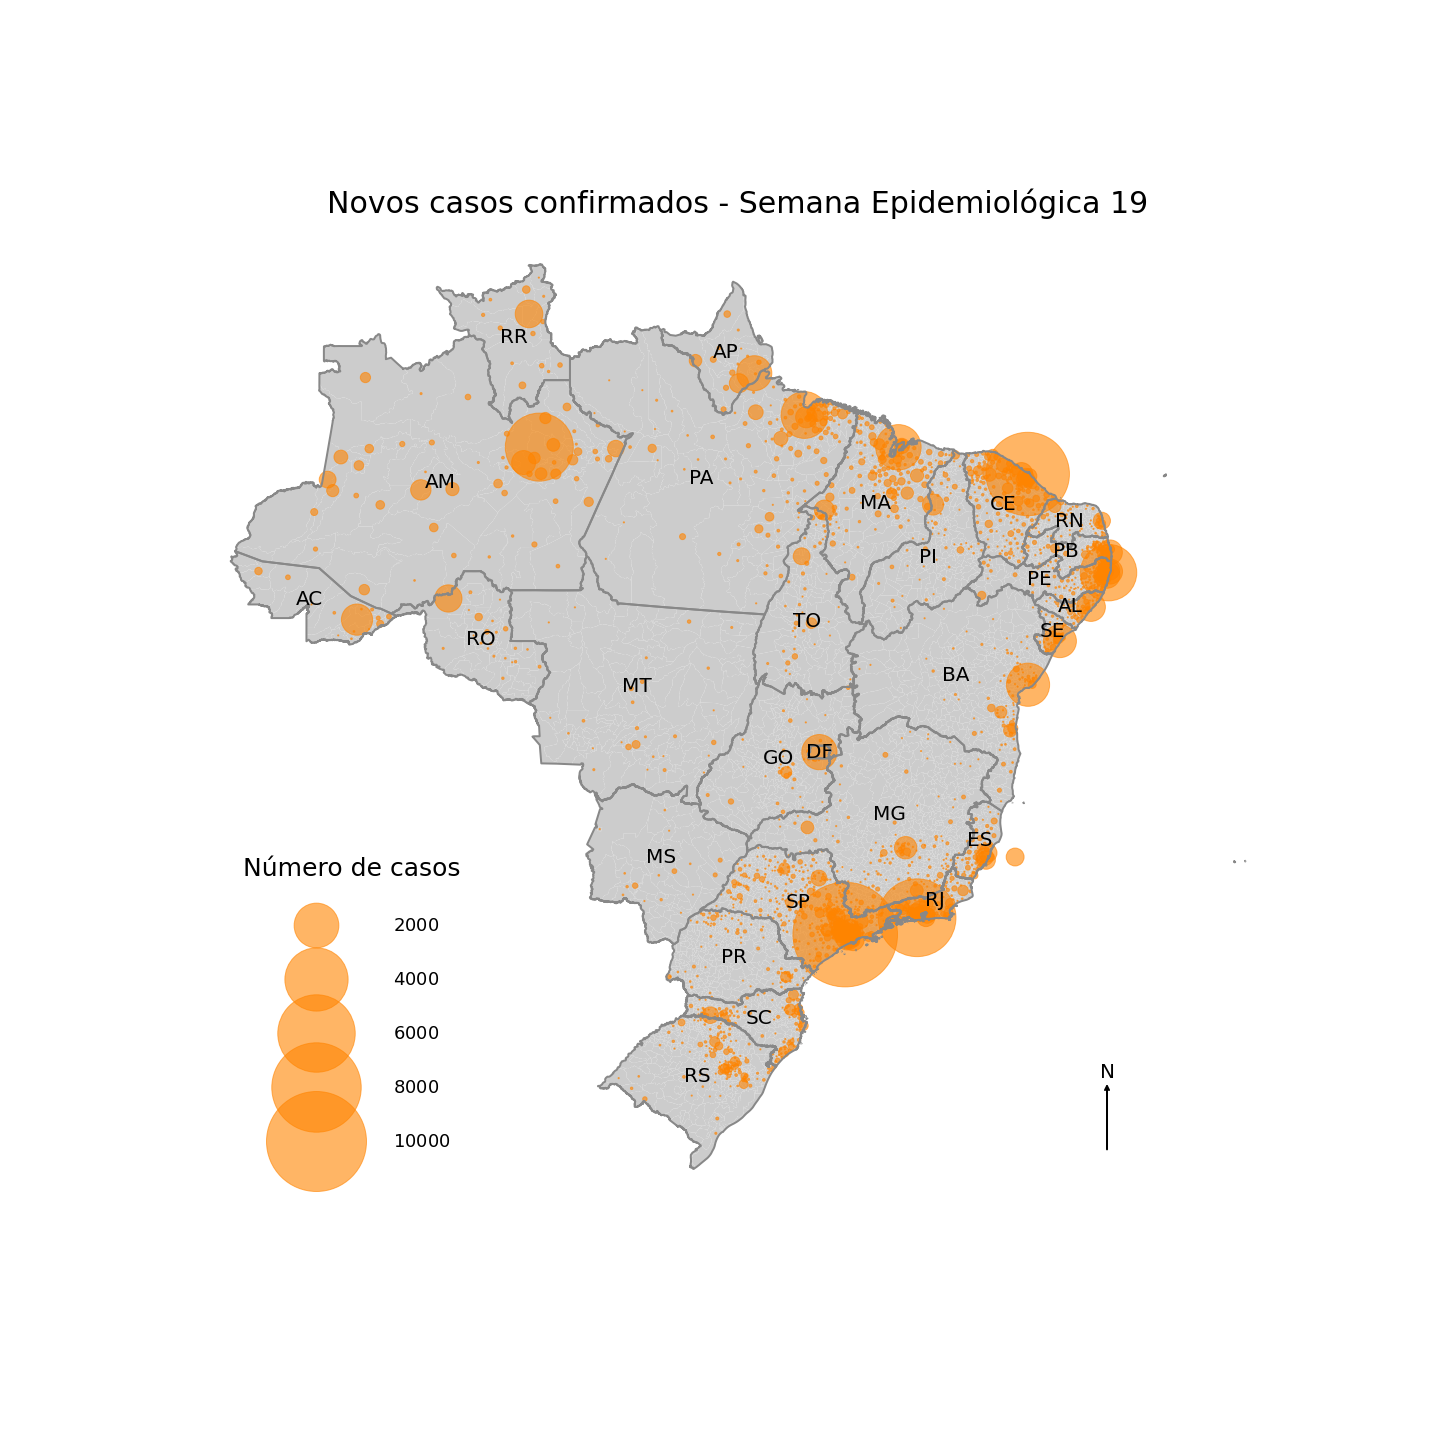 Novos casos confirmados - Semana Epidemiológica 19
RR
AP
AM
PA
MA
CE
RN
PB
PI
PE
AC
AL
TO
SE
RO
BA
MT
DF
GO
MG
ES
MS
SP
RJ
PR
SC
RS
Número de casos
2000
4000
6000
8000
10000
N